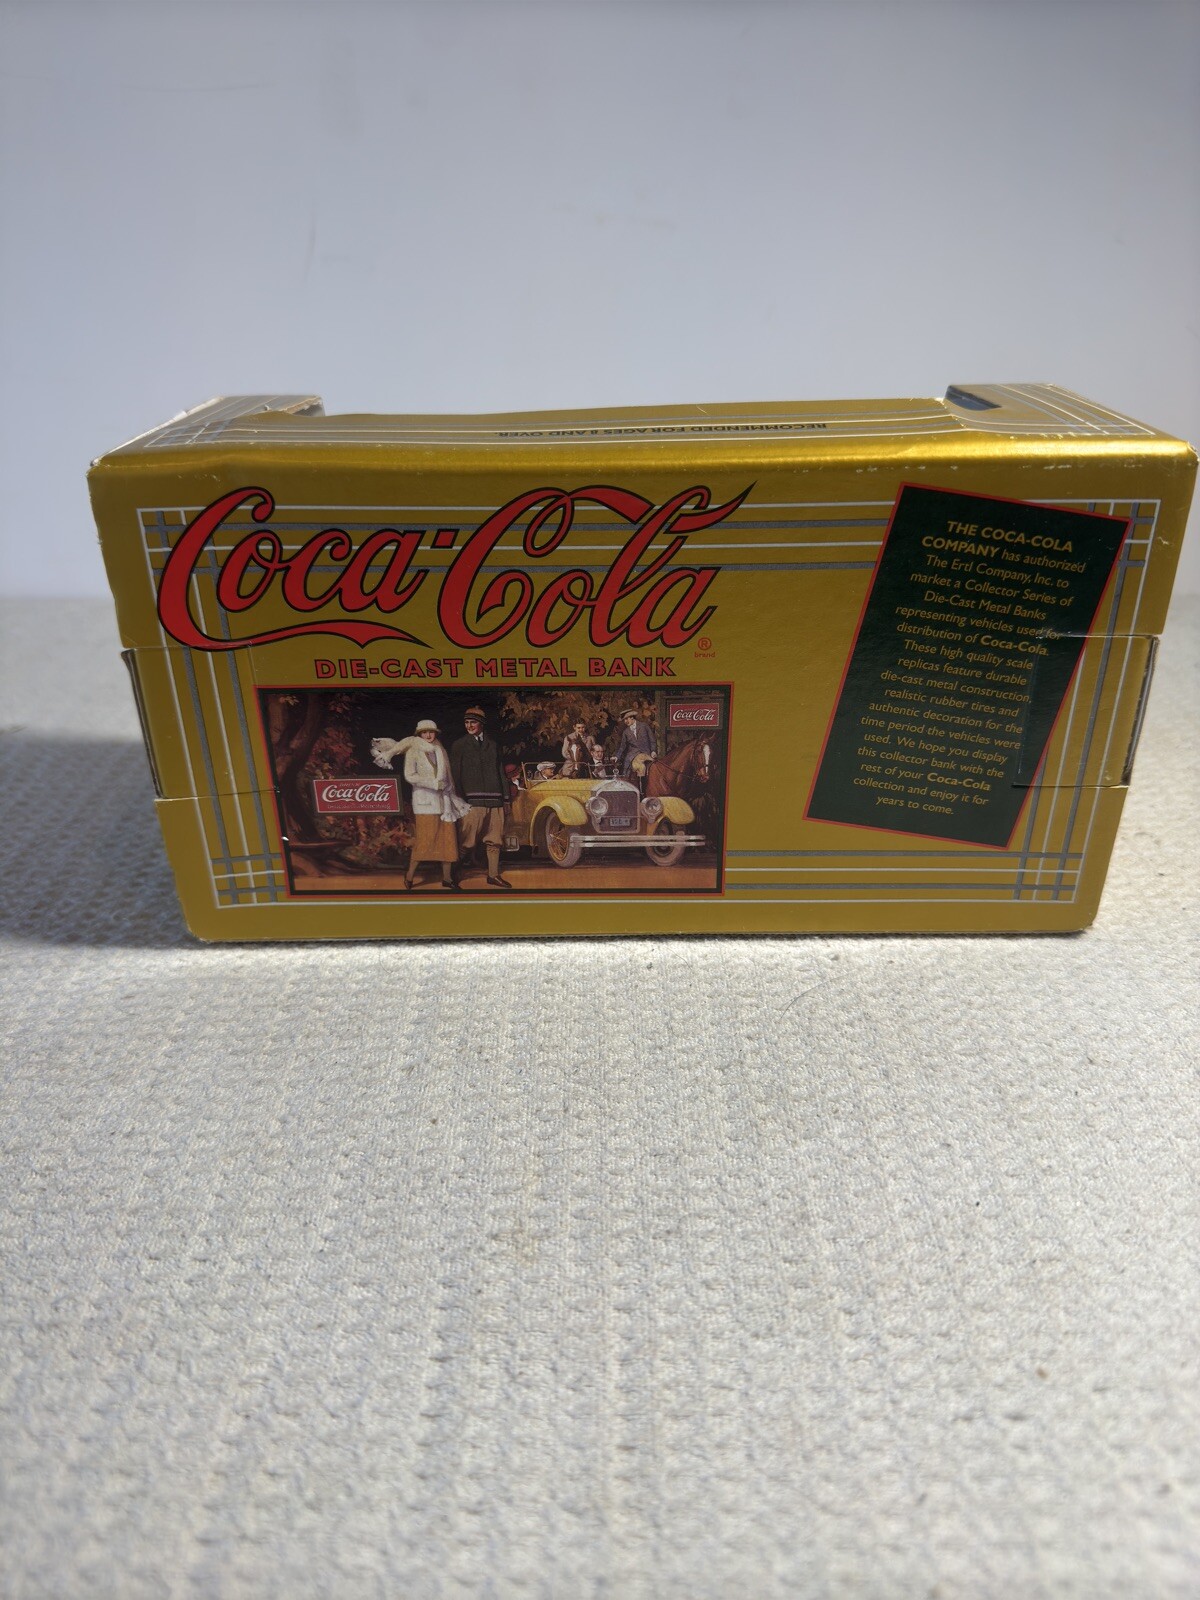 RECOMMENDED FOR AGES 8 AND OVER.
Coca-Cola
®
brand
DIE-CAST METAL BANK
Coca-Cola
Coca-Cola
THE COCA-COLA
COMPANY has authorized
The Ertl Company, Inc. to
market a Collector Series of
Die-Cast Metal Banks
representing vehicles used for
distribution of Coca-Cola.
These high quality scale
replicas feature durable
die-cast metal construction,
realistic rubber tires and
authentic decoration for the
time period the vehicles were
used. We hope you display
this collector bank with the
rest of your Coca-Cola
collection and enjoy it for
years to come.